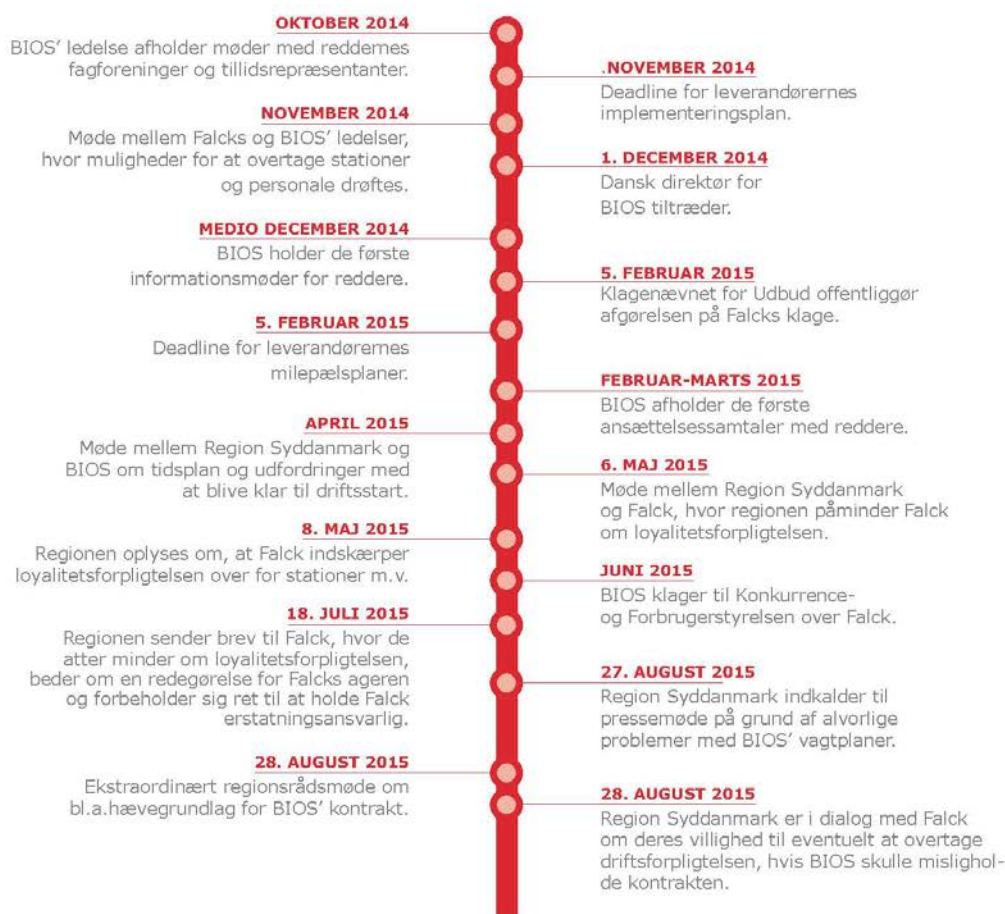 OKTOBER 2014
BIOS' ledelse afholder møder med reddernes
fagforeninger og tillidsrepræsentanter.
.NOVEMBER 2014
Deadline for leverandørernes
implementeringsplan.
NOVEMBER 2014
Møde mellem Falcks og BIOS' ledelser,
hvor muligheder for at overtage stationer
og personale drøftes.
1. DECEMBER 2014
Dansk direktør for
BIOS tiltræder.
MEDIO DECEMBER 2014
BIOS holder de første
informationsmøder for reddere.
5. FEBRUAR 2015
Klagenævnet for Udbud offentliggør
afgørelsen på Falcks klage.
5. FEBRUAR 2015
Deadline for leverandørernes
milepælsplaner.
FEBRUAR-MARTS 2015
BIOS afholder de første
ansættelsessamtaler med reddere.
APRIL 2015
Møde mellem Region Syddanmark og
BIOS om tidsplan og udfordringer med
at blive klar til driftsstart.
6. MAJ 2015
Møde mellem Region Syddanmark
og Falck, hvor regionen påminder Falck
om loyalitetsforpligtelsen.
8. MAJ 2015
Regionen oplyses om, at Falck indskærper
loyalitetsforpligtelsen over for stationer m.v.
JUNI 2015
BIOS klager til Konkurrence-
og Forbrugerstyrelsen over Falck.
18. JULI 2015
Regionen sender brev til Falck, hvor de
atter minder om loyalitetsforpligtelsen,
beder om en redegørelse for Falcks ageren
og forbeholder sig ret til at holde Falck
erstatningsansvarlig.
27. AUGUST 2015
Region Syddanmark indkalder til
pressemøde på grund af alvorlige
problemer med BIOS' vagtplaner.
28. AUGUST 2015
Ekstraordinært regionsrådsmøde om
bl.a.hævegrundlag for BIOS' kontrakt.
28. AUGUST 2015
Region Syddanmark er i dialog med Falck
om deres villighed til eventuelt at overtage
driftsforpligtelsen, hvis BIOS skulle mislighol-
de kontrakten.